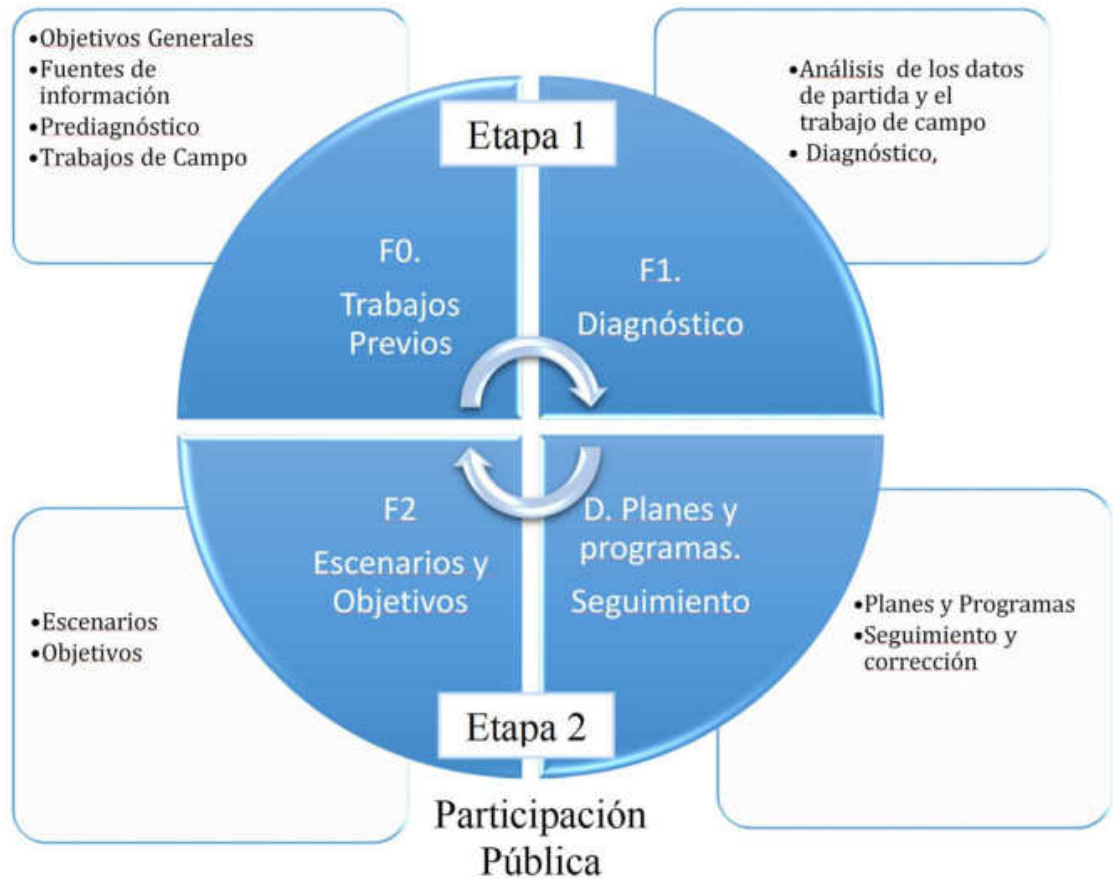 •Objetivos Generales
•Fuentes de
información
•Prediagnóstico
•Trabajos de Campo
•Análisis de los datos
de partida y el
trabajo de campo
• Diagnóstico,
Etapa 1
F0.
Trabajos
Previos
F1.
Diagnóstico
F2
Escenarios y
Objetivos
D. Planes y
programas.
Seguimiento
•Escenarios
•Objetivos
•Planes y Programas
•Seguimiento y
corrección
Etapa 2
Participación
Pública